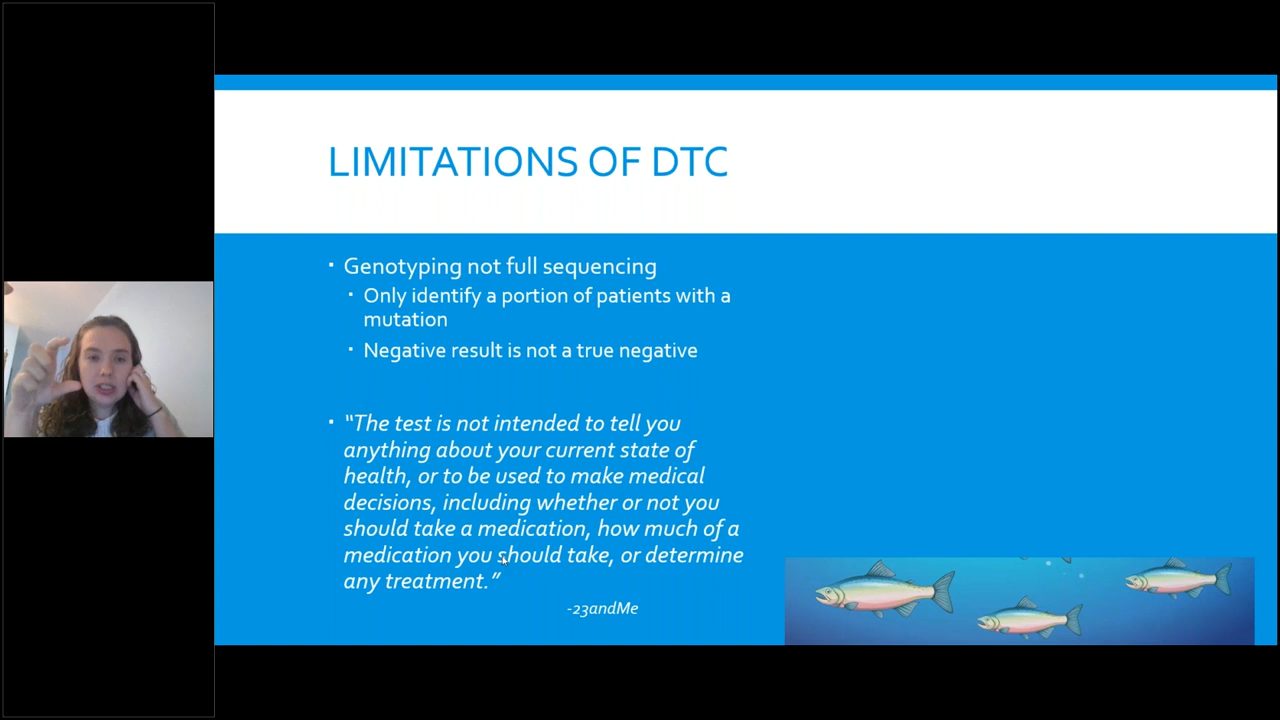 LIMITATIONS OF DTC
▪ Genotyping not full sequencing
▪ Only identify a portion of patients with a
mutation
▪ Negative result is not a true negative
▪ “The test is not intended to tell you
anything about your current state of
health, or to be used to make medical
decisions, including whether or not you
should take a medication, how much of a
medication you should take, or determine
any treatment.”
-23andMe